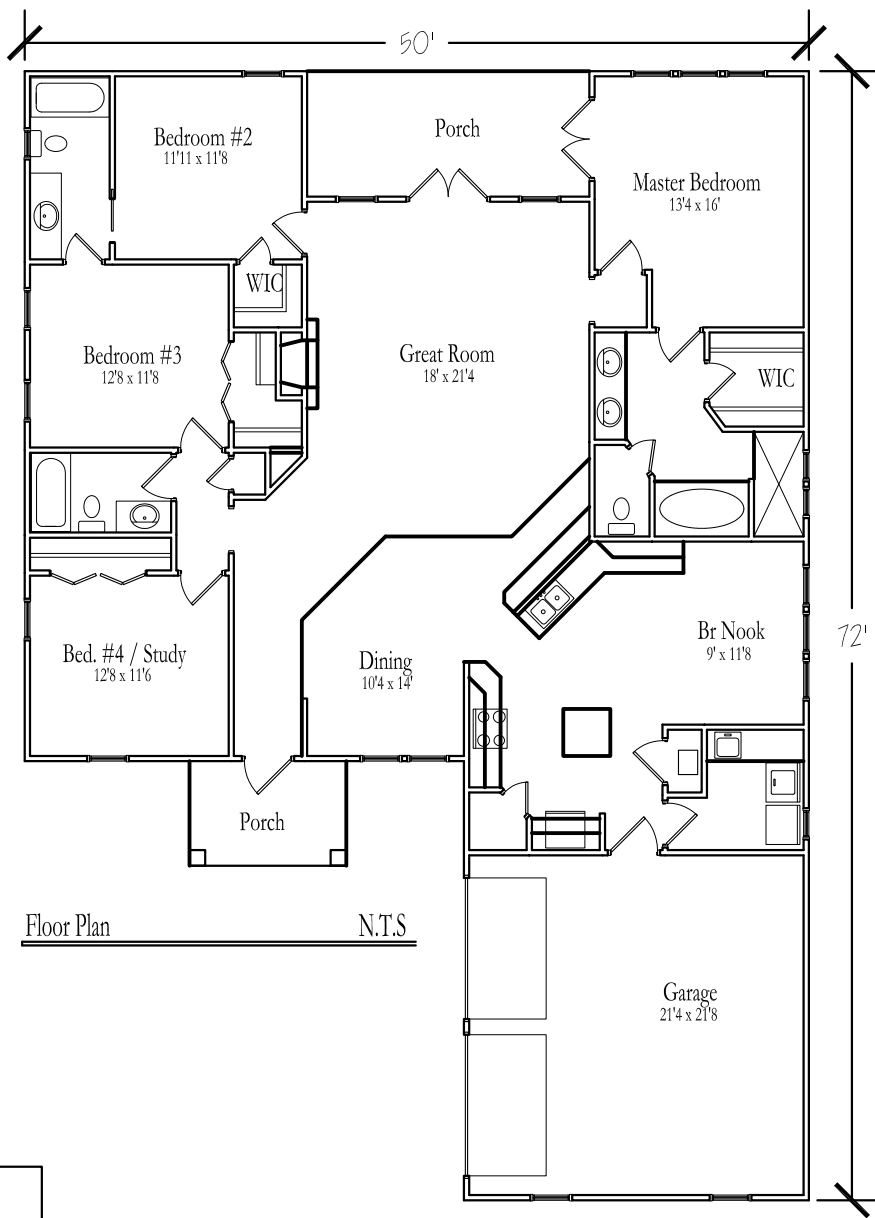 50'
Bedroom #2
11'11 x 11'8
Porch
Master Bedroom
13'4 x 16'
WIC
Bedroom #3
12'8 x 11'8
Great Room
18' x 21'4
WIC
Br Nook
9' x 11'8
72'
Bed. #4 / Study
12'8 x 11'6
Dining
10'4 x 14'
Porch
Floor Plan
N.T.S
Garage
21'4 x 21'8